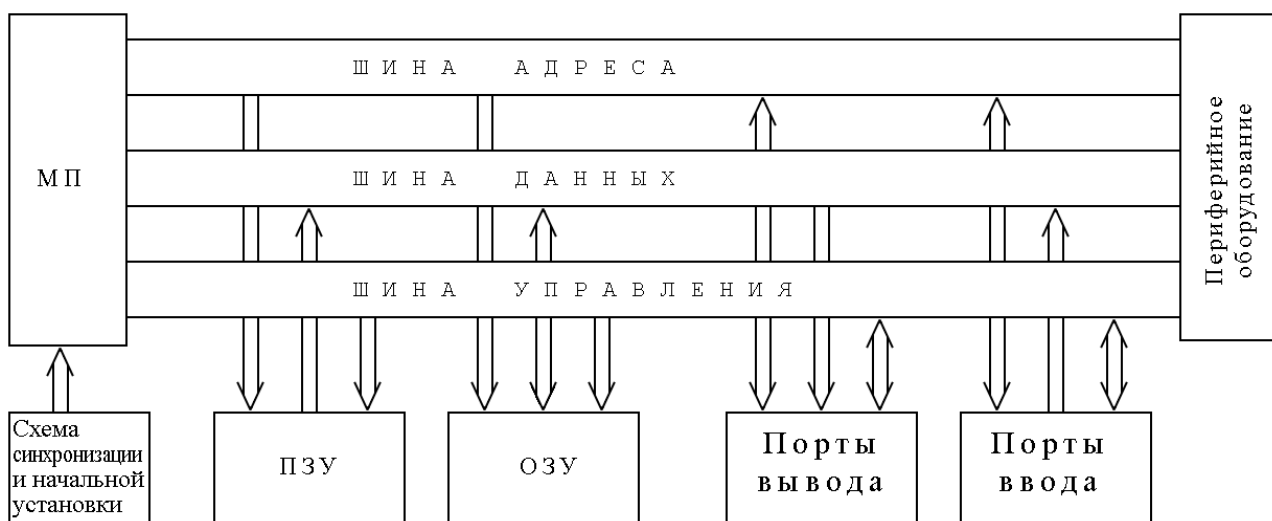 ШИНА АДРЕСА
ШИНА ДАННЫХ
ШИНА УПРАВЛЕНИЯ
МП
Периферийное
оборудование
Схема
синхронизации
и начальной
установки
ПЗУ
ОЗУ
Порты
вывода
Порты
ввода